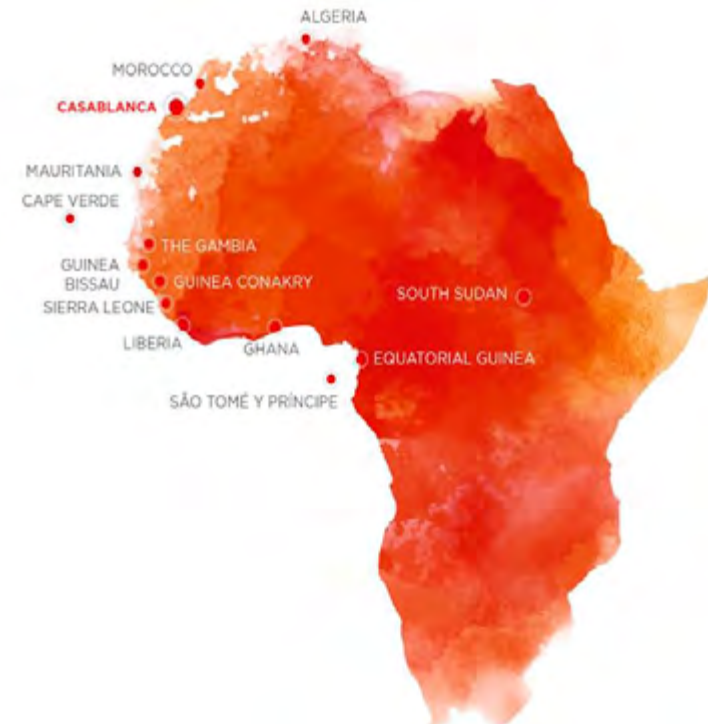 ALGERIA
MOROCCO
CASABLANCA
MAURITANIA
CAPE VERDE
THE GAMBIA
GUINEA
BISSAU
GUINEA CONAKRY
SOUTH SUDAN
SIERRA LEONE
LIBERIA
GHANA
EQUATORIAL GUINEA
SÃO TOMÉ Y PRÍNCIPE